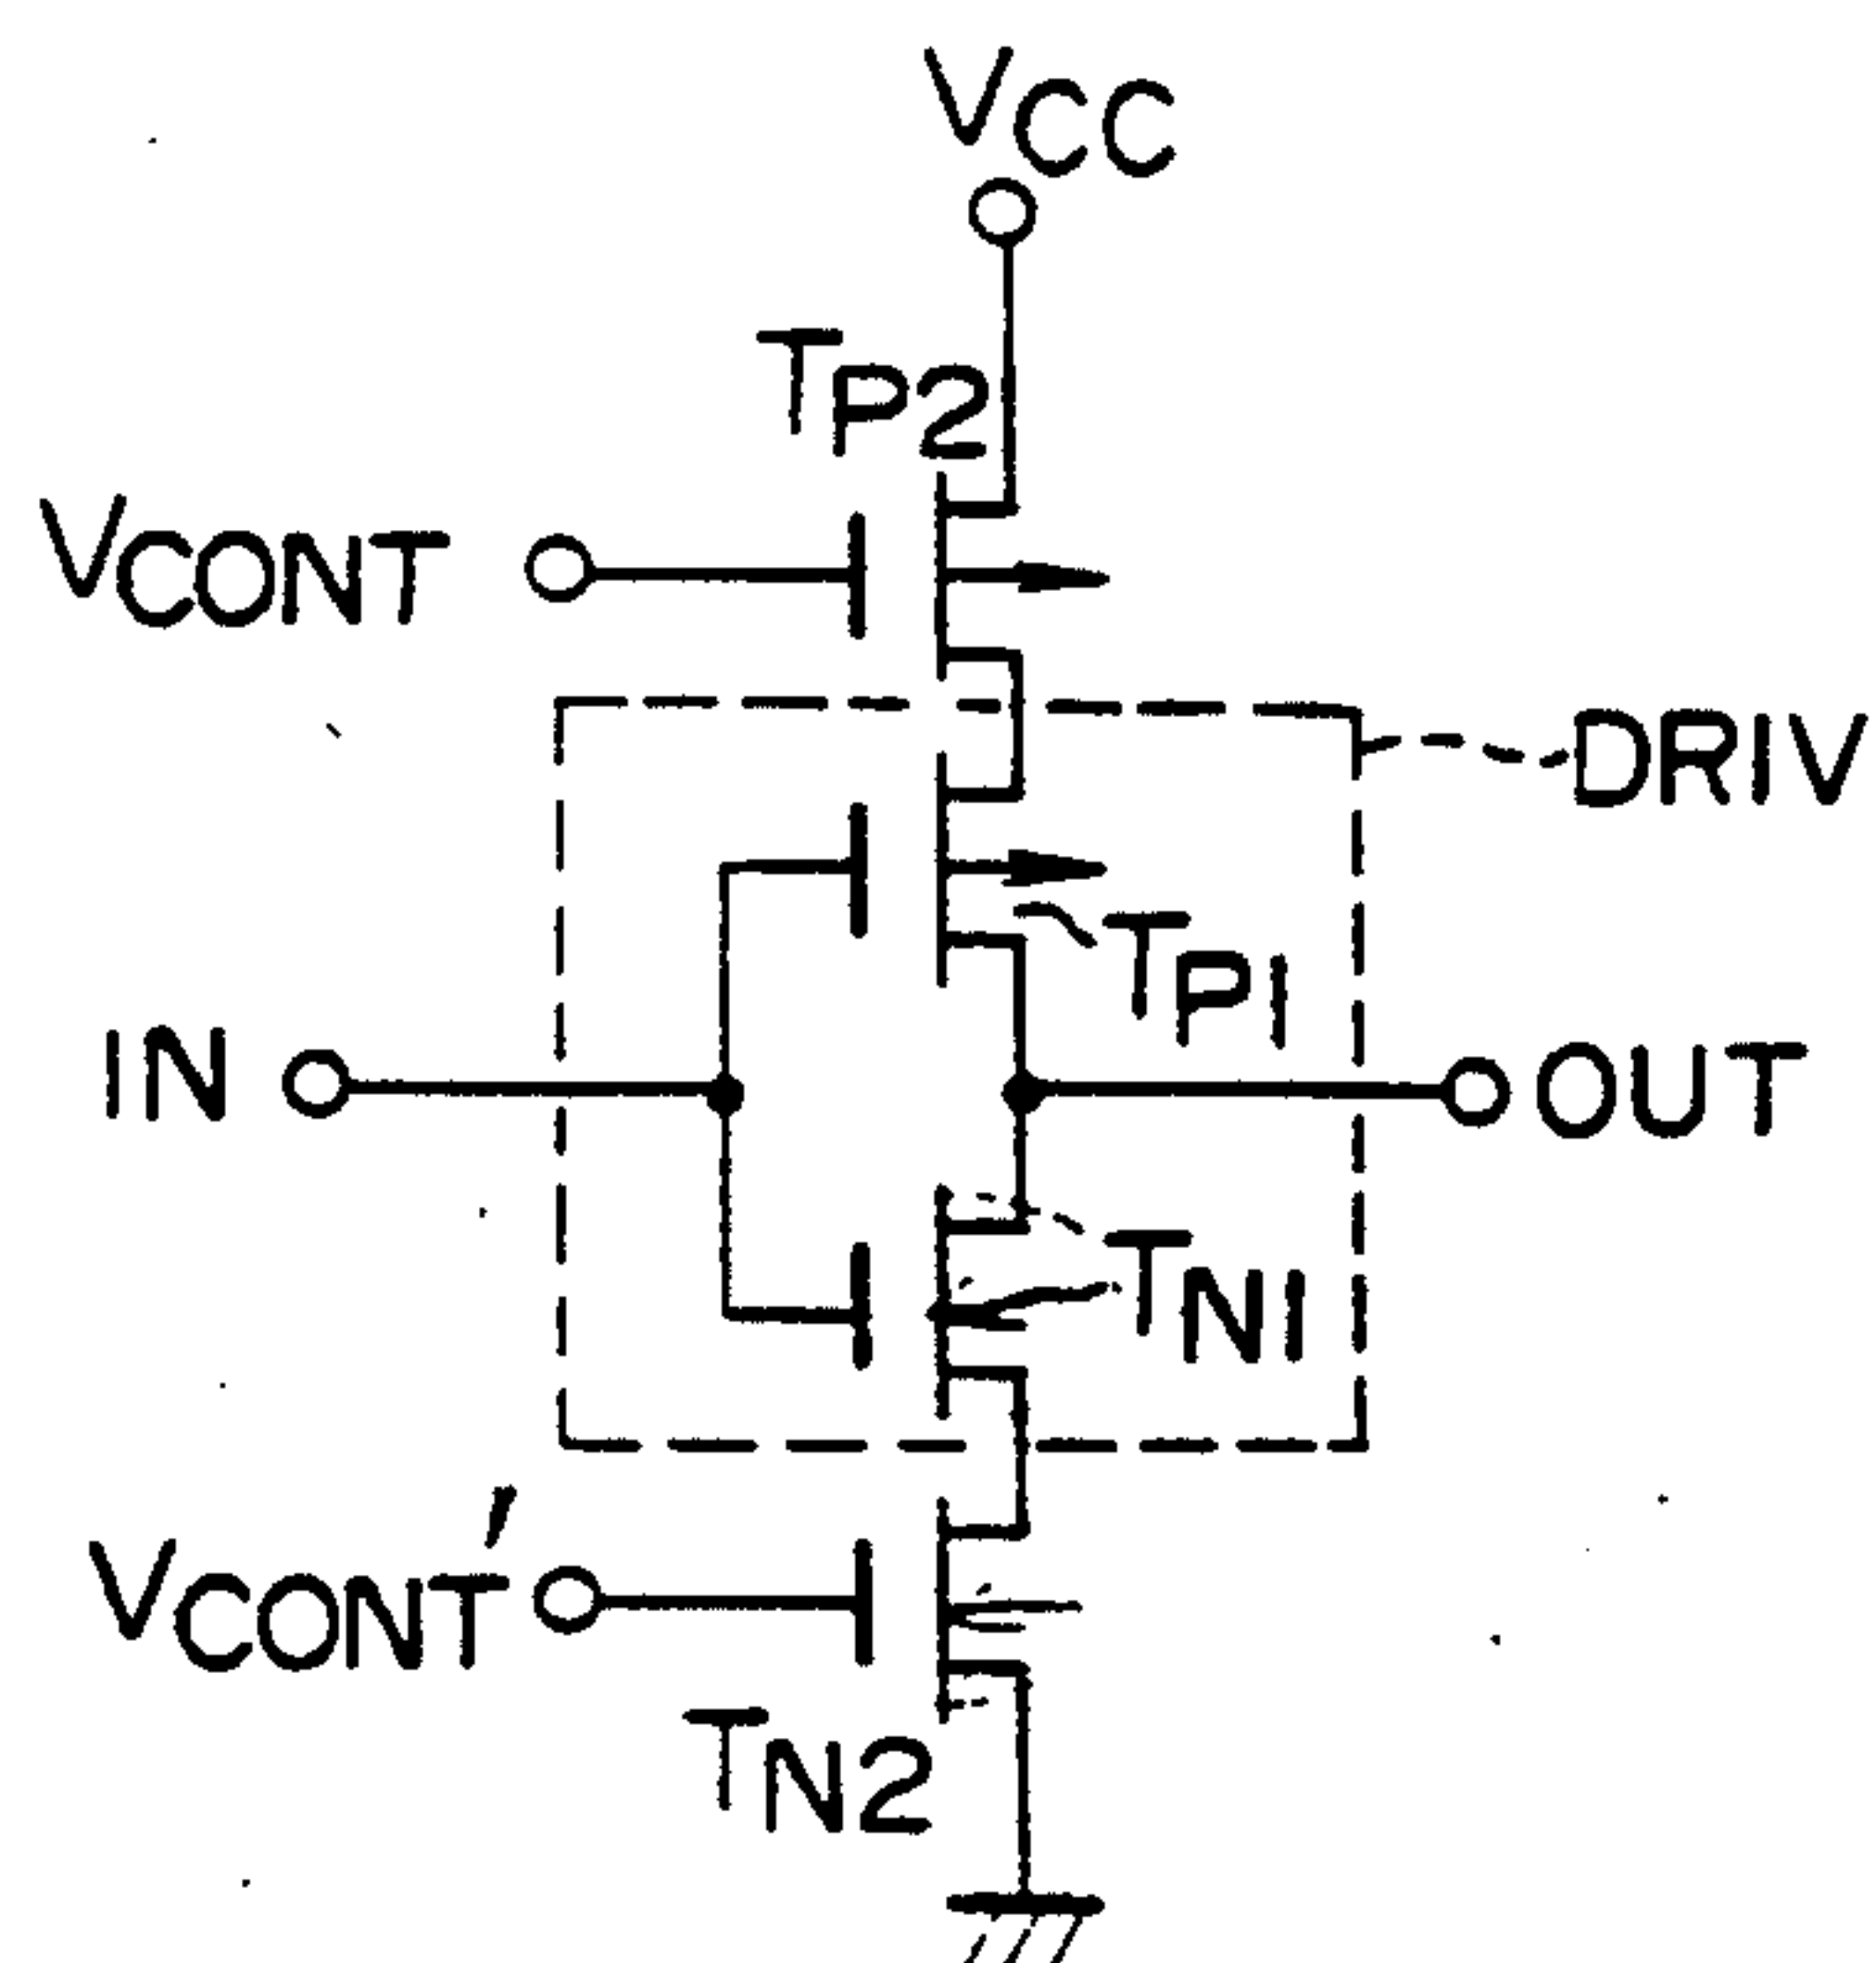 VCC
TP2
VCONT
DRIV
TP1
IN
OUT
TN1
VCONT'
TN2